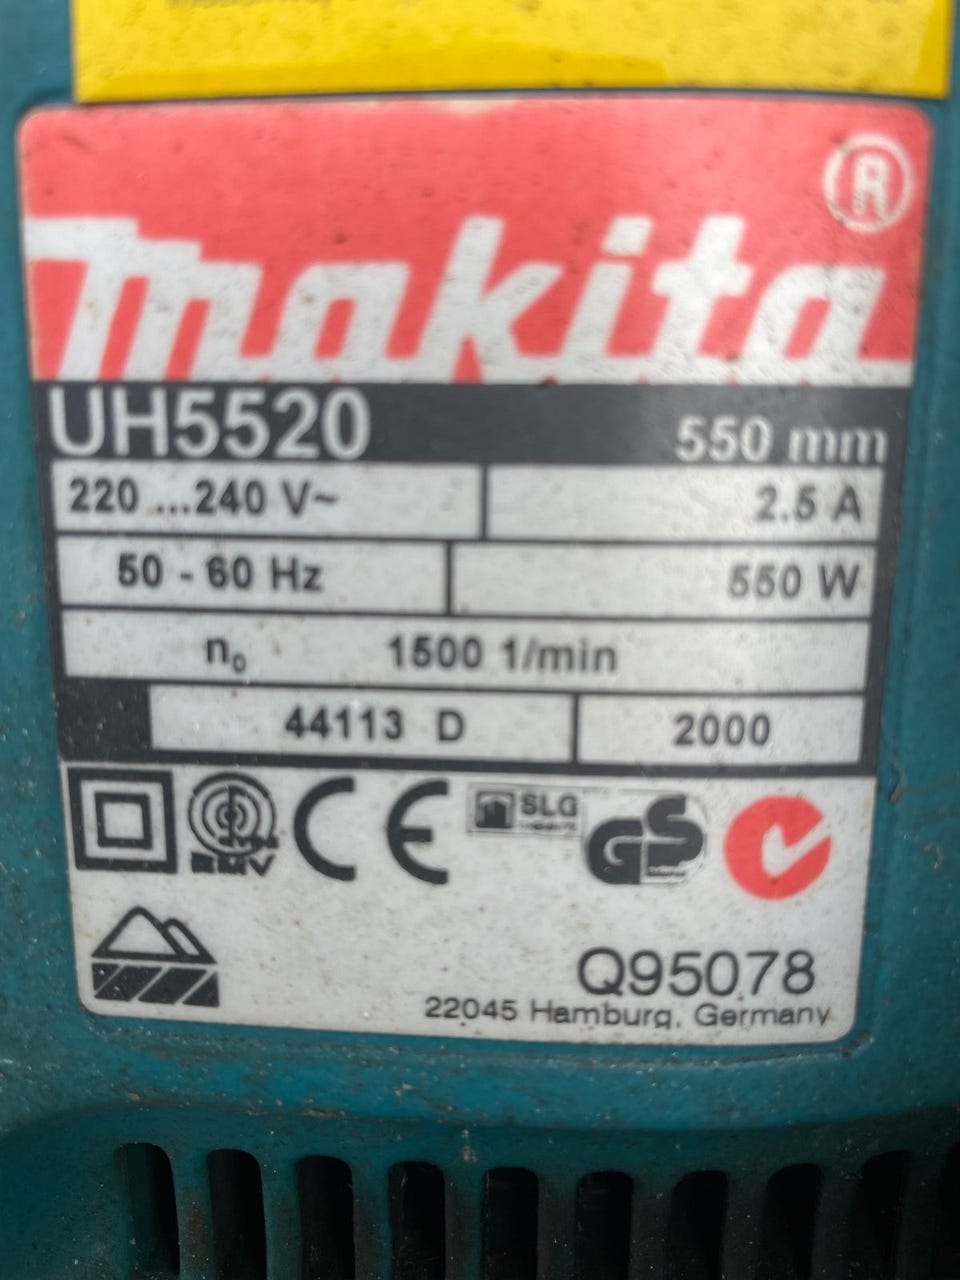 makita ®
UH5520 550 mm
220 ...240 V~ 2.5 A
50 - 60 Hz 550 W
n₀ 1500 1/min
44113 D 2000
EMV CE SLG GS
Q95078
22045 Hamburg, Germany